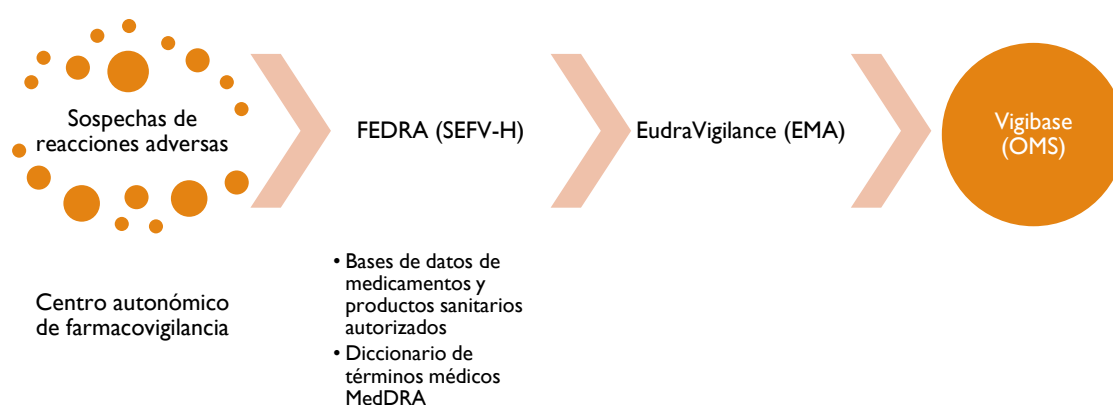 Sospechas de
reacciones adversas
FEDRA (SEFV-H)
EudraVigilance (EMA)
Vigibase
(OMS)
Centro autonómico
de farmacovigilancia
• Bases de datos de
medicamentos y
productos sanitarios
autorizados
• Diccionario de
términos médicos
MedDRA